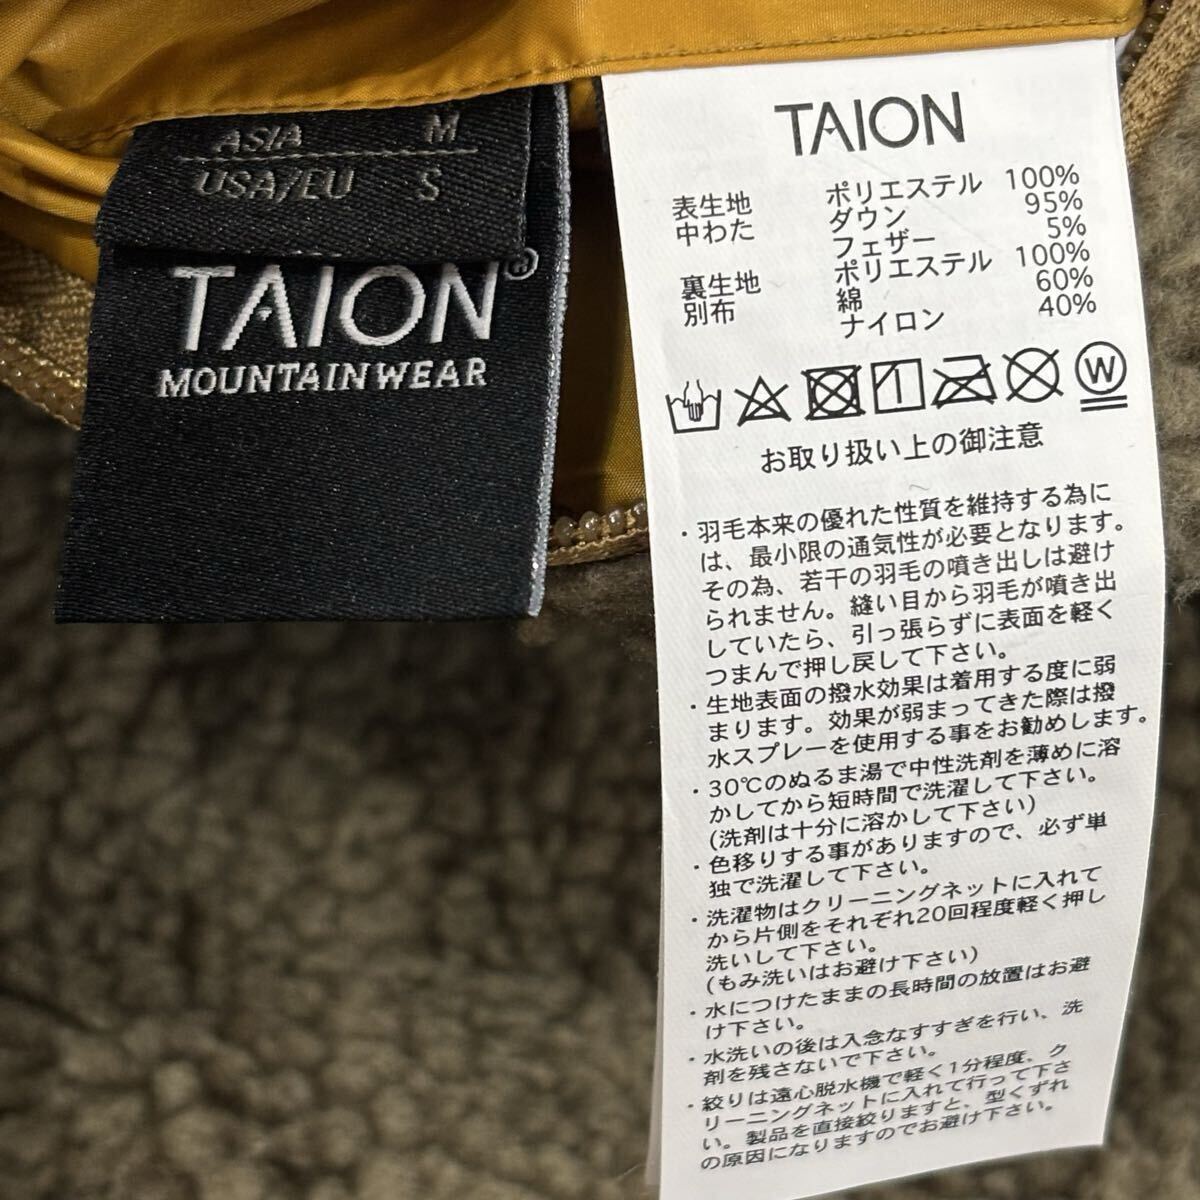 ASIA M
USA/EU S
TAION®
MOUNTAIN WEAR
TAION
表生地 ポリエステル 100%
中わた ダウン 95%
フェザー 5%
裏生地 ポリエステル 100%
別布 綿 60%
ナイロン 40%
W
お取り扱い上の御注意
・羽毛本来の優れた性質を維持する為に
は、最小限の通気性が必要となります。
その為、若干の羽毛の噴き出しは避け
られません。縫い目から羽毛が噴き出
していたら、引っ張らずに表面を軽く
つまんで押し戻して下さい。
・生地表面の撥水効果は着用する度に弱
まります。効果が弱まってきた際は撥
水スプレーを使用する事をお勧めします。
・30℃のぬるま湯で中性洗剤を薄めに溶
かしてから短時間で洗濯して下さい。
(洗剤は十分に溶かして下さい)
・色移りする事がありますので、必ず単
独で洗濯して下さい。
・洗濯物はクリーニングネットに入れて
から片側をそれぞれ20回程度軽く押し
洗いして下さい。
(もみ洗いはお避け下さい)
・水につけたままの長時間の放置はお避
け下さい。
・水洗いの後は入念なすすぎを行い、洗
剤を残さないで下さい。
・絞りは遠心脱水機で軽く1分程度、ク
リーニングネットに入れて行って下さ
い。製品を直接絞りますと、型くずれ
の原因になりますのでお避け下さい。